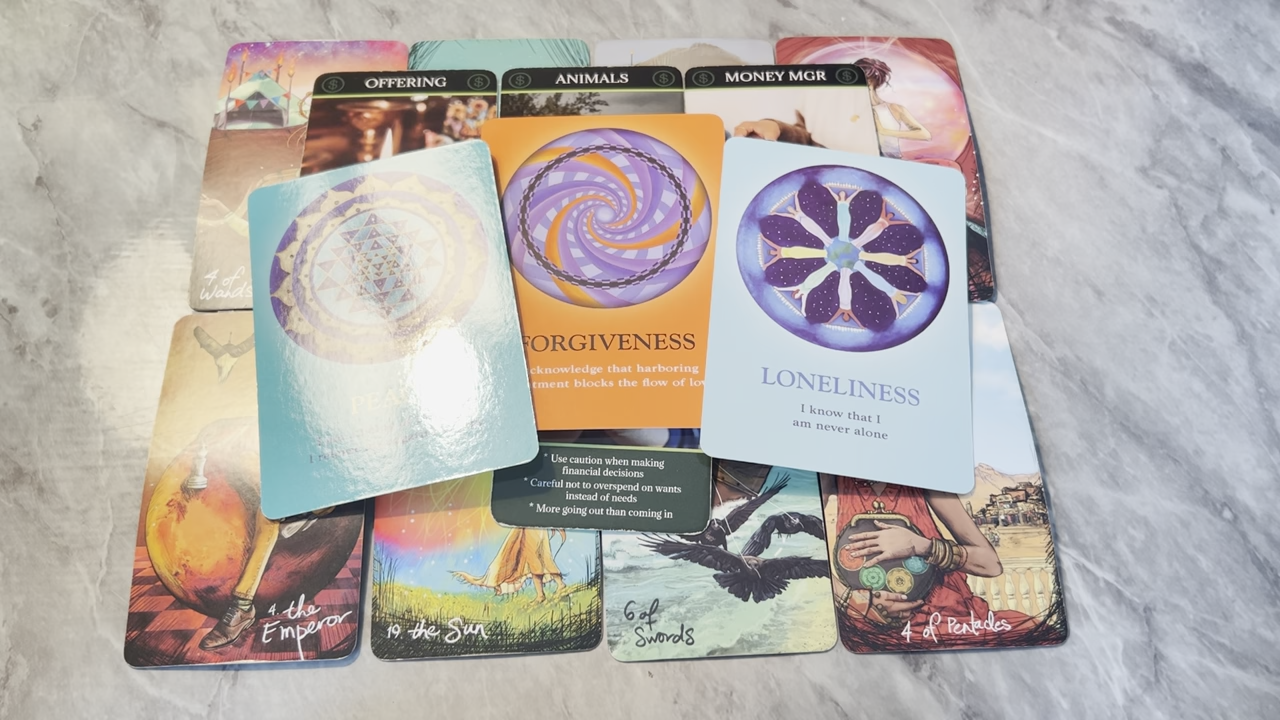 OFFERING
ANIMALS
MONEY MGR
4 of
Wands
FORGIVENESS
cknowledge that harboring
tment blocks the flow of lov
LONELINESS
I know that I
am never alone
* Use caution when making
financial decisions
* Careful not to overspend on wants
instead of needs
* More going out than coming in
4. the
Emperor
19 the Sun
6 of
Swords
4 of Pentacles